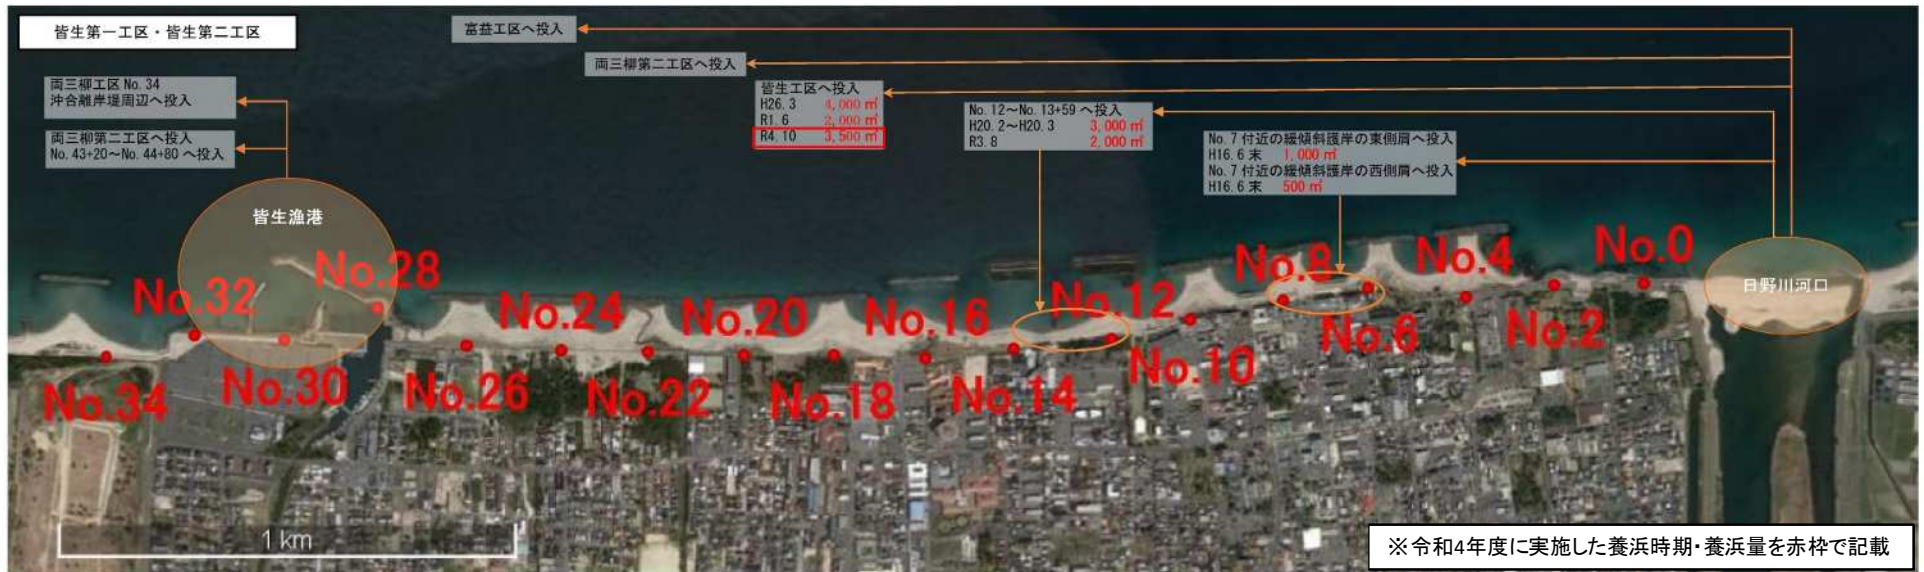 皆生第一工区・皆生第二工区
富益工区へ投入
両三柳第二工区へ投入
両三柳工区 No.34
沖合離岸堤周辺へ投入
両三柳第二工区へ投入
No.43+20～No.44+80 へ投入
皆生工区へ投入
H26.3 4,000 ㎥
R1.6 2,000 ㎥
R4.10 3,500 ㎥
No.12～No.13+59 へ投入
H20.2～H20.3 3,000 ㎥
R3.8 2,000 ㎥
No.7 付近の緩傾斜護岸の東側肩へ投入
H16.6 末 1,000 ㎥
No.7 付近の緩傾斜護岸の西側肩へ投入
H16.6 末 500 ㎥
皆生漁港
日野川河口
No.34
No.32
No.30
No.28
No.26
No.24
No.22
No.20
No.18
No.16
No.14
No.12
No.10
No.8
No.6
No.4
No.2
No.0
1 km
※令和4年度に実施した養浜時期・養浜量を赤枠で記載